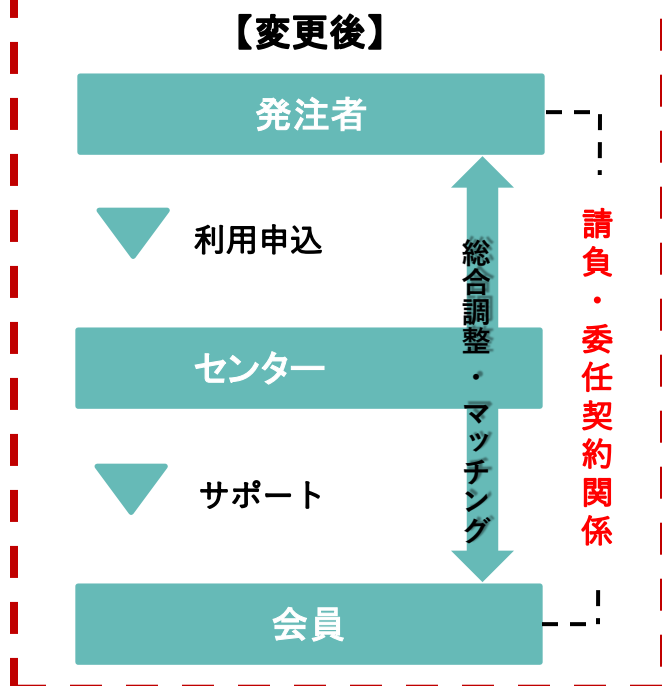 【変更後】
発注者
利用申込
センター
サポート
会員
総合調整・マッチング
請負・委任契約関係